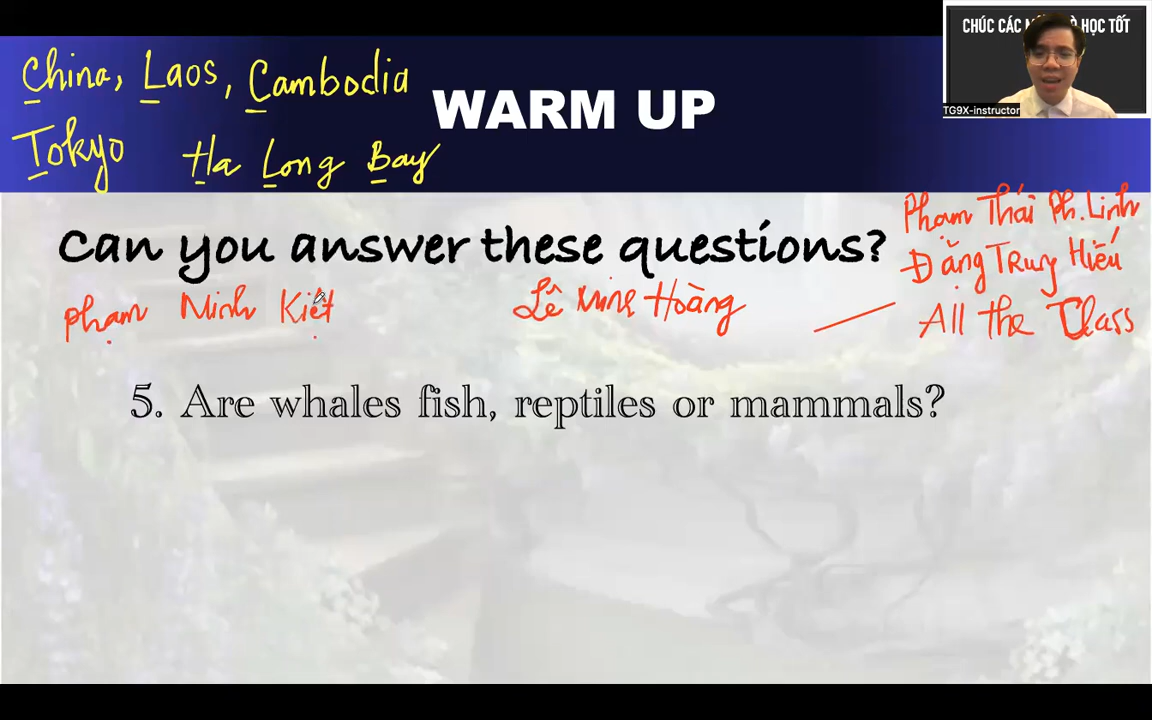 CHÚC CÁC HỌC TỐT
TG9X-instructor
China, Laos, Cambodia
WARM UP
Tokyo Ha Long Bay
Phạm Thái Ph. Linh
Can you answer these questions?
Đặng Trung Hiếu
Phạm Minh Kiệt Lê Minh Hoàng
All the Class
5. Are whales fish, reptiles or mammals?